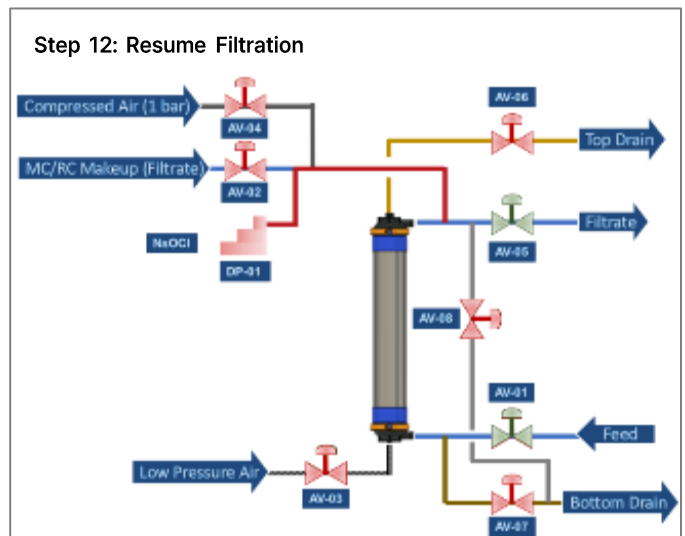 Step 12: Resume Filtration
AV-06
Compressed Air (1 bar)
AV-04
Top Drain
MC/RC Makeup (Filtrate)
AV-02
Filtrate
NaOCl
AV-05
DP-01
AV-08
AV-01
Feed
Low Pressure Air
AV-03
Bottom Drain
AV-07